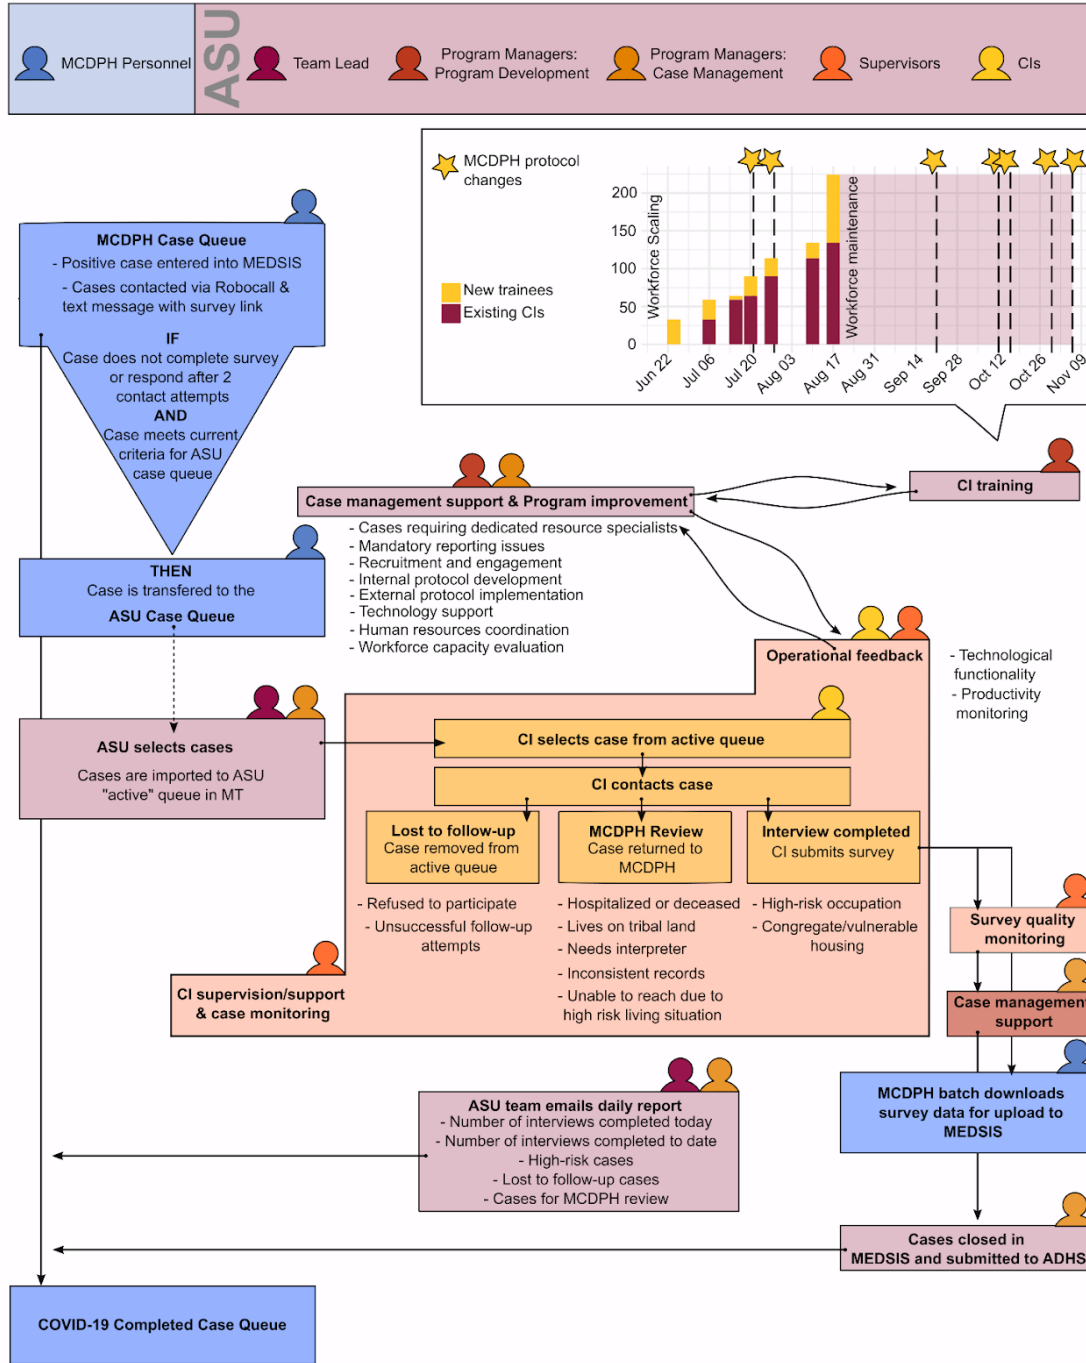 MCDPH Personnel
ASU
Team Lead
Program Managers:
Program Development
Program Managers:
Case Management
Supervisors
CIs
MCDPH protocol
changes
New trainees
Existing CIs
200
150
100
50
0
Workforce Scaling
Workforce maintenance
Jun 22
Jul 06
Jul 20
Aug 03
Aug 17
Aug 31
Sep 14
Sep 28
Oct 12
Oct 26
Nov 09
MCDPH Case Queue
- Positive case entered into MEDSIS
- Cases contacted via Robocall &
text message with survey link
IF
Case does not complete survey
or respond after 2
contact attempts
AND
Case meets current
criteria for ASU
case queue
THEN
Case is transfered to the
ASU Case Queue
Case management support & Program improvement
- Cases requiring dedicated resource specialists
- Mandatory reporting issues
- Recruitment and engagement
- Internal protocol development
- External protocol implementation
- Technology support
- Human resources coordination
- Workforce capacity evaluation
CI training
Operational feedback
- Technological
functionality
- Productivity
monitoring
ASU selects cases
Cases are imported to ASU
"active" queue in MT
CI selects case from active queue
CI contacts case
Lost to follow-up
Case removed from
active queue
- Refused to participate
- Unsuccessful follow-up
attempts
MCDPH Review
Case returned to
MCDPH
- Hospitalized or deceased
- Lives on tribal land
- Needs interpreter
- Inconsistent records
- Unable to reach due to
high risk living situation
Interview completed
CI submits survey
- High-risk occupation
- Congregate/vulnerable
housing
CI supervision/support
& case monitoring
Survey quality
monitoring
Case management
support
MCDPH batch downloads
survey data for upload to
MEDSIS
ASU team emails daily report
- Number of interviews completed today
- Number of interviews completed to date
- High-risk cases
- Lost to follow-up cases
- Cases for MCDPH review
Cases closed in
MEDSIS and submitted to ADHS
COVID-19 Completed Case Queue